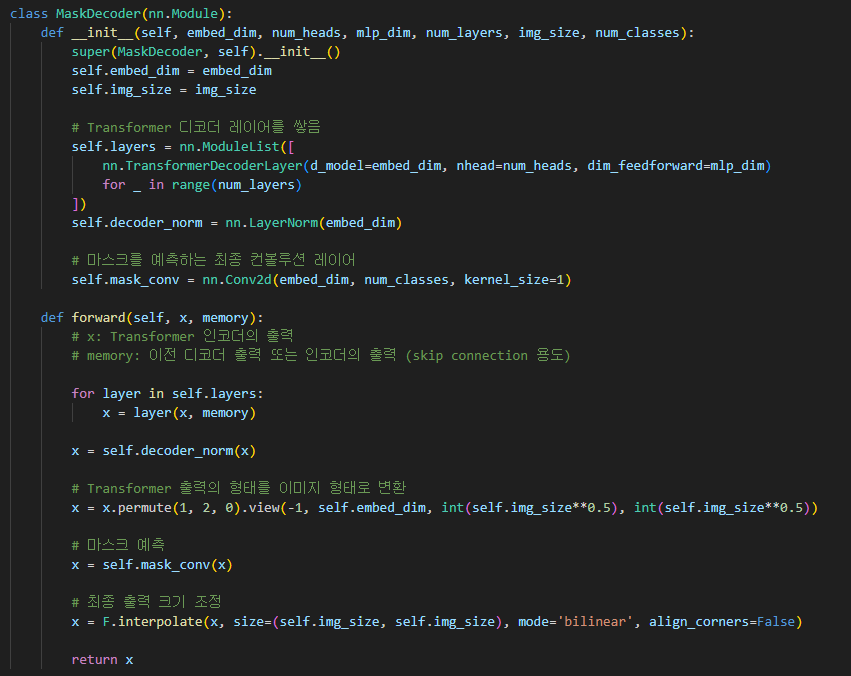 class MaskDecoder(nn.Module):
    def __init__(self, embed_dim, num_heads, mlp_dim, num_layers, img_size, num_classes):
        super(MaskDecoder, self).__init__()
        self.embed_dim = embed_dim
        self.img_size = img_size

        # Transformer 디코더 레이어를 쌓음
        self.layers = nn.ModuleList([
            nn.TransformerDecoderLayer(d_model=embed_dim, nhead=num_heads, dim_feedforward=mlp_dim)
            for _ in range(num_layers)
        ])
        self.decoder_norm = nn.LayerNorm(embed_dim)

        # 마스크를 예측하는 최종 컨볼루션 레이어
        self.mask_conv = nn.Conv2d(embed_dim, num_classes, kernel_size=1)

    def forward(self, x, memory):
        # x: Transformer 인코더의 출력
        # memory: 이전 디코더 출력 또는 인코더의 출력 (skip connection 용도)

        for layer in self.layers:
            x = layer(x, memory)

        x = self.decoder_norm(x)

        # Transformer 출력의 형태를 이미지 형태로 변환
        x = x.permute(1, 2, 0).view(-1, self.embed_dim, int(self.img_size**0.5), int(self.img_size**0.5))

        # 마스크 예측
        x = self.mask_conv(x)

        # 최종 출력 크기 조정
        x = F.interpolate(x, size=(self.img_size, self.img_size), mode='bilinear', align_corners=False)

        return x